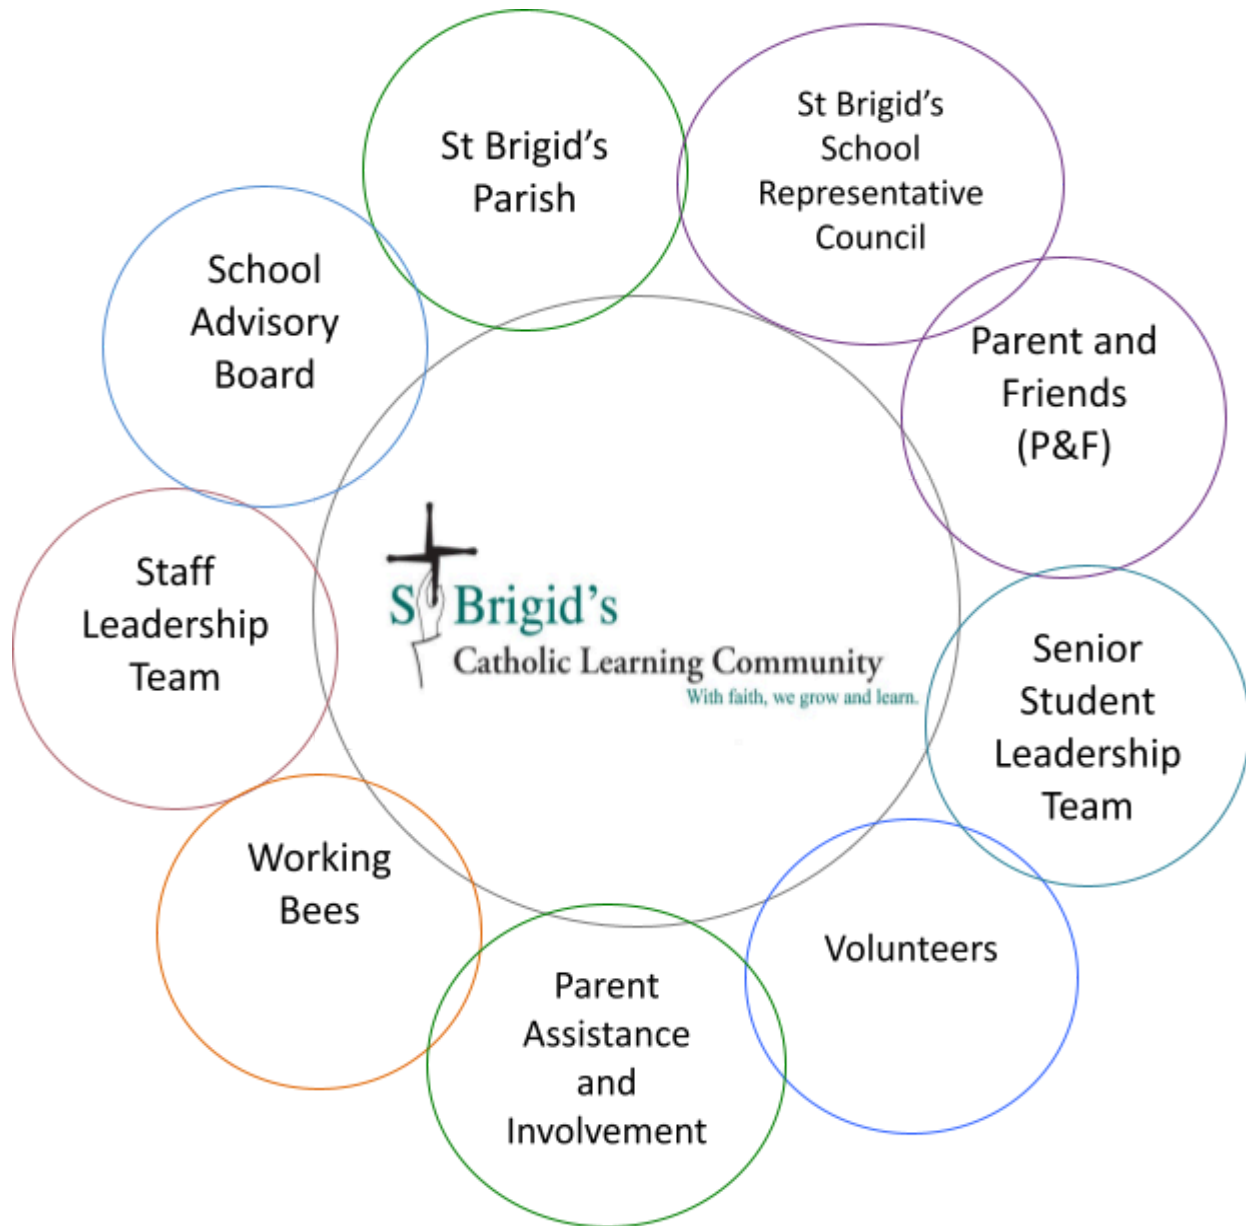 St Brigid’s
Parish
St Brigid’s
School
Representative
Council
School
Advisory
Board
Parent and
Friends
(P&F)
Staff
Leadership
Team
St Brigid’s
Catholic Learning Community
With faith, we grow and learn.
Senior
Student
Leadership
Team
Working
Bees
Volunteers
Parent
Assistance
and
Involvement